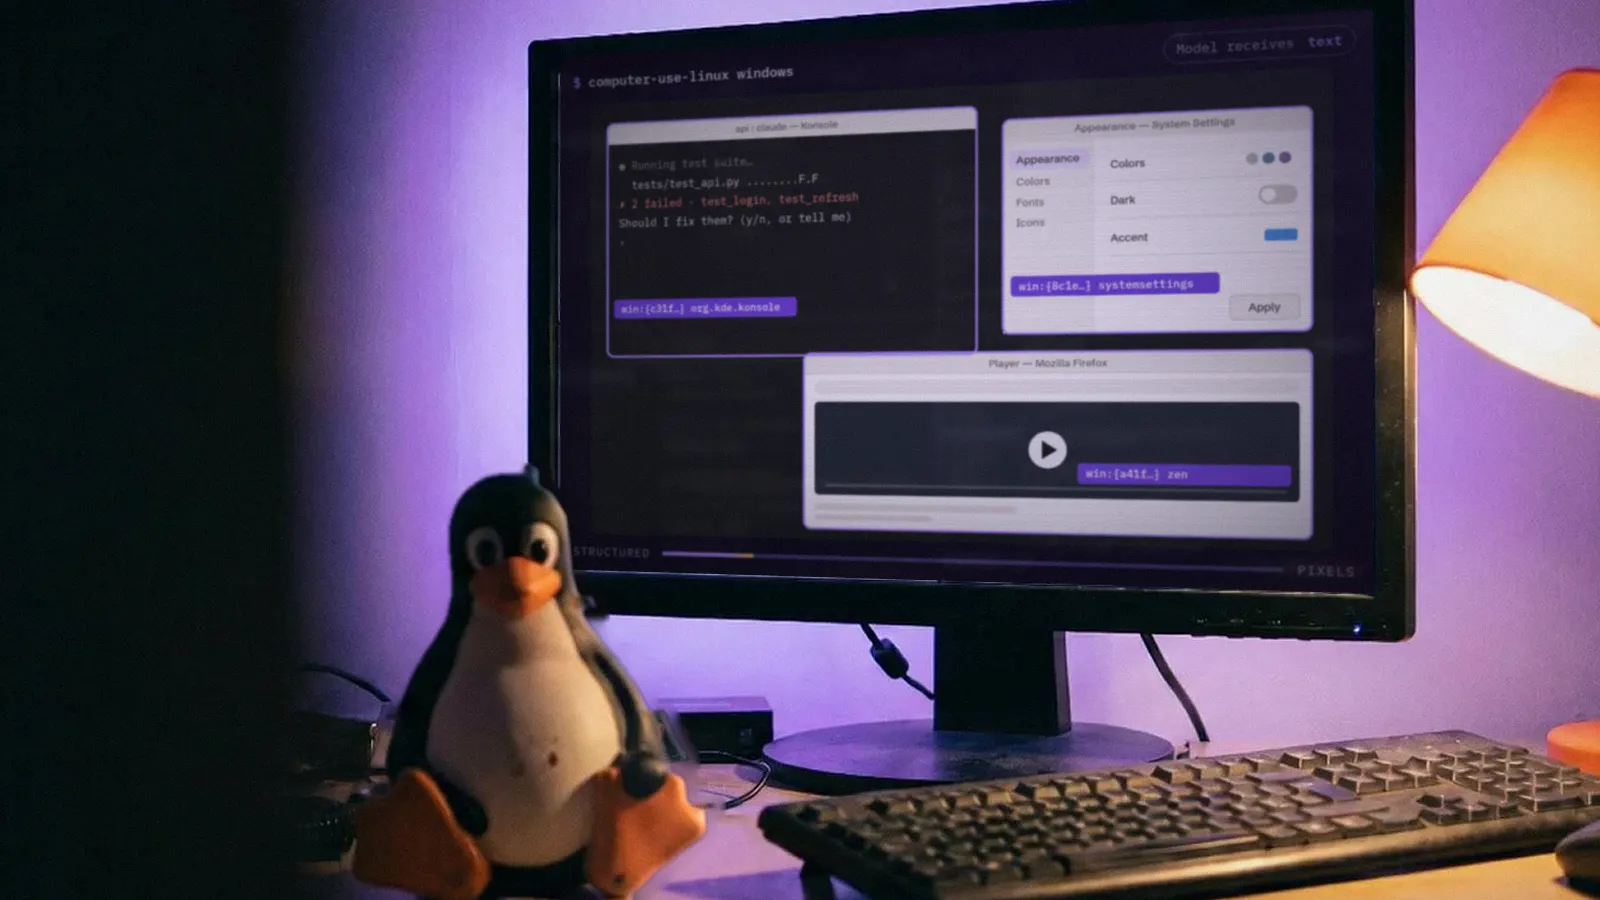 $ computer-use-linux windows
Model receives text
api : claude — Konsole
● Running test suite…
tests/test_api.py ........F.F
✗ 2 failed - test_login, test_refresh
Should I fix them? (y/n, or tell me)
win:{c31f…} org.kde.konsole
Appearance — System Settings
Appearance
Colors
Fonts
Icons
Colors
Dark
Accent
win:{8c1e…} systemsettings
Apply
Player — Mozilla Firefox
win:{a41f…} zen
STRUCTURED
PIXELS